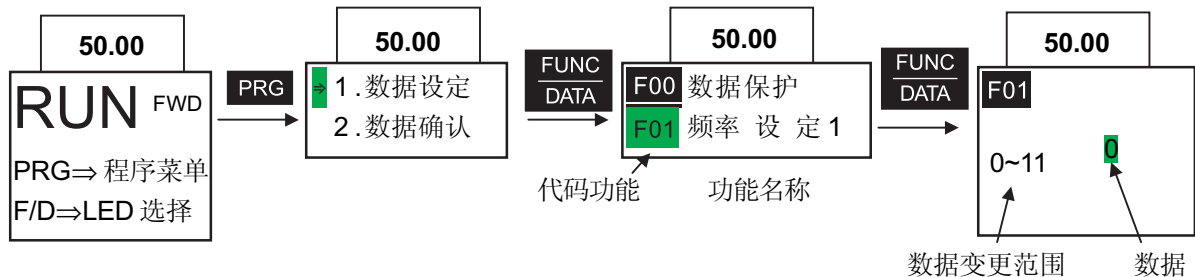 50.00
RUN FWD
PRG⇒ 程序菜单
F/D⇒LED 选择
PRG
50.00
⇒ 1.数据设定
2.数据确认
FUNC
DATA
50.00
F00 数据保护
F01 频率 设 定1
代码功能 功能名称
FUNC
DATA
50.00
F01
0~11 0
数据变更范围 数据